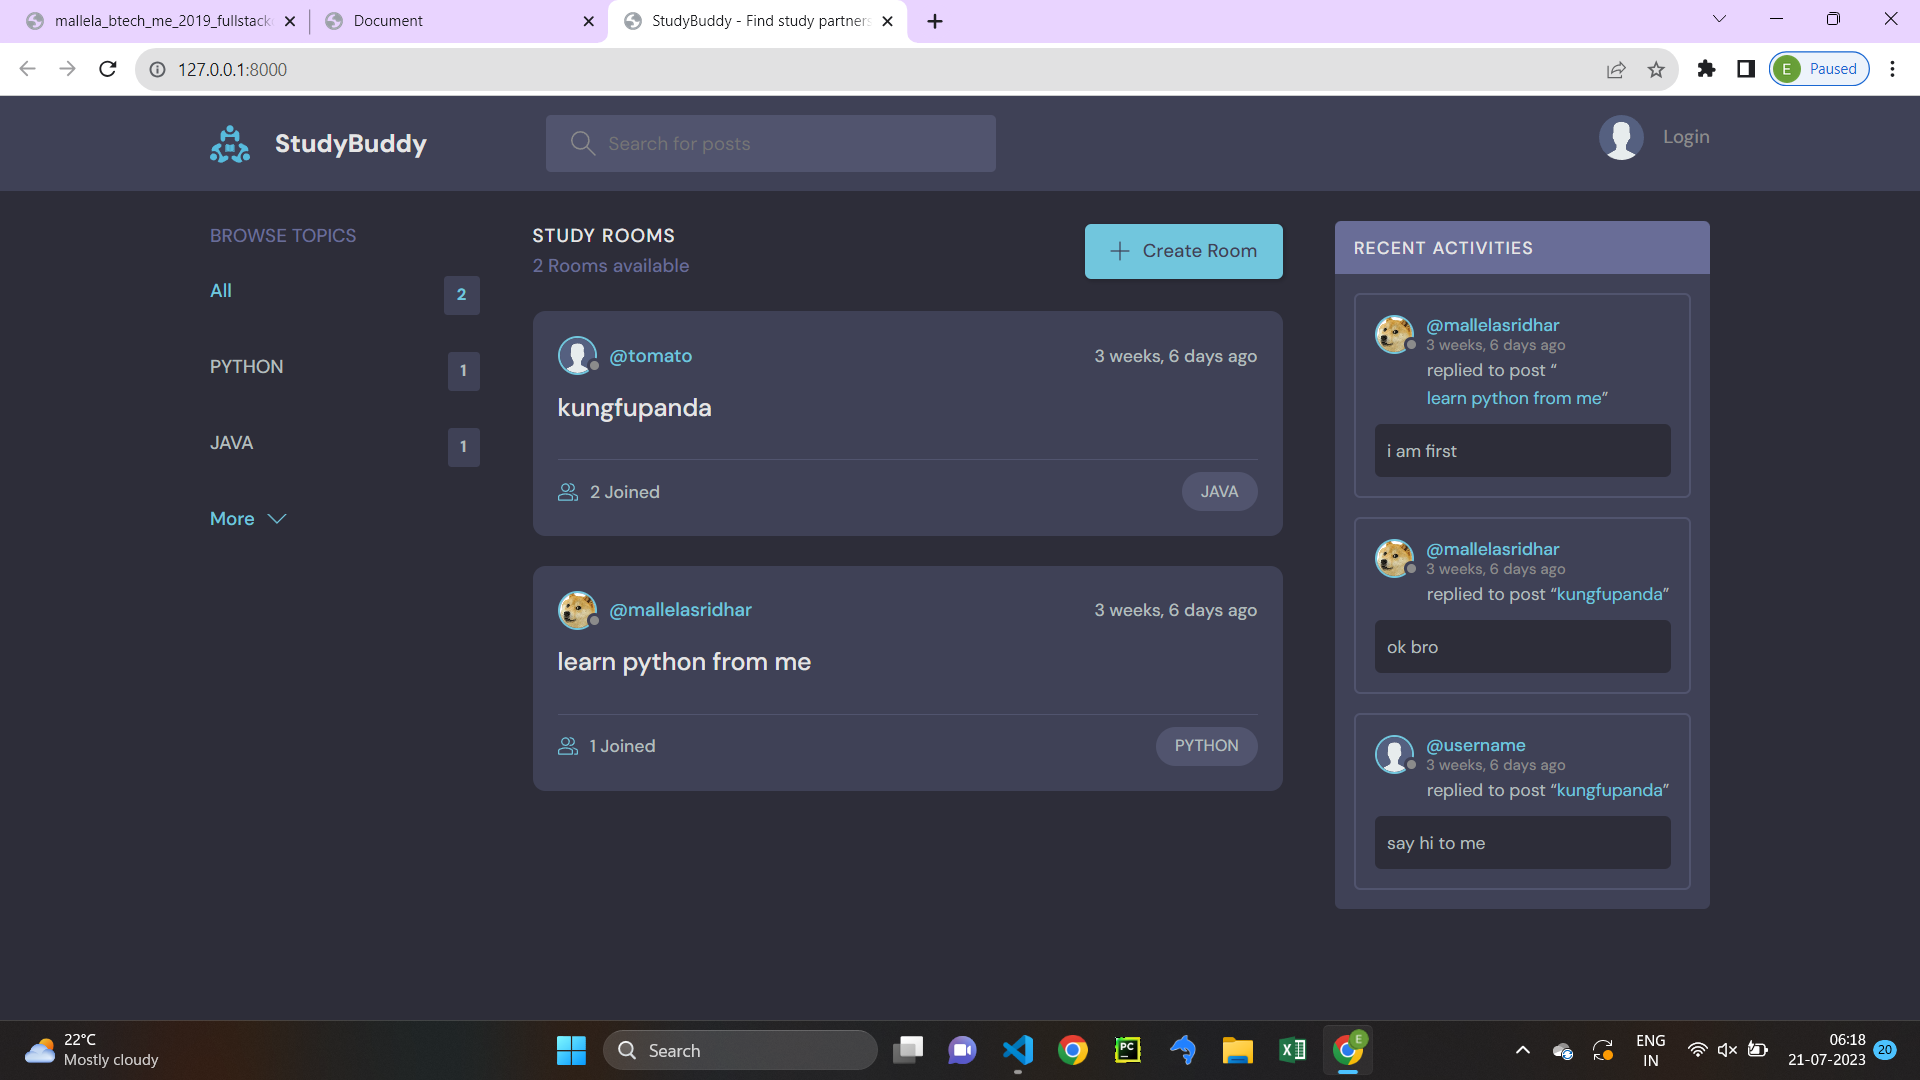 mallela_btech_me_2019_fullstack
Document
StudyBuddy - Find study partners
127.0.0.1:8000
E
Paused
StudyBuddy
Search for posts
Login
BROWSE TOPICS
All
2
PYTHON
1
JAVA
1
More
STUDY ROOMS
2 Rooms available
Create Room
@tomato
3 weeks, 6 days ago
kungfupanda
2 Joined
JAVA
@mallelasridhar
3 weeks, 6 days ago
learn python from me
1 Joined
PYTHON
RECENT ACTIVITIES
@mallelasridhar
3 weeks, 6 days ago
replied to post “
learn python from me”
i am first
@mallelasridhar
3 weeks, 6 days ago
replied to post “kungfupanda”
ok bro
@username
3 weeks, 6 days ago
replied to post “kungfupanda”
say hi to me
22°C
Mostly cloudy
Search
PC
E
ENG
IN
06:18
21-07-2023
20